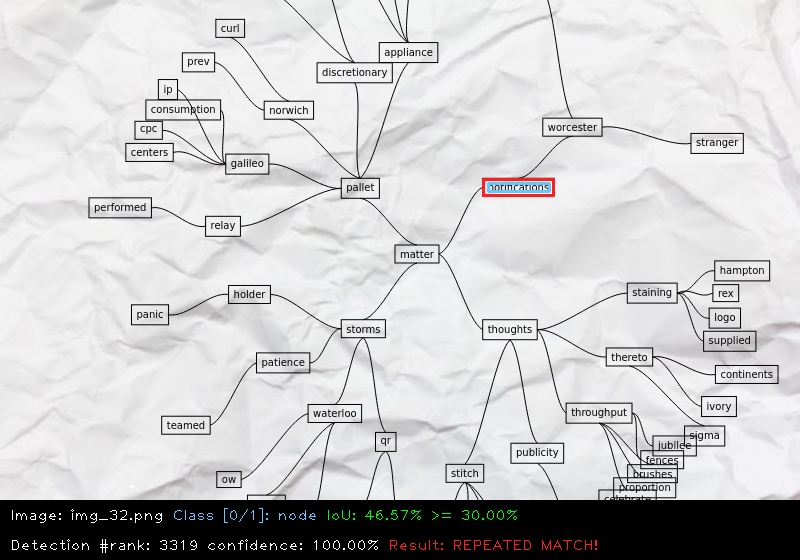 curl
appliance
prev
discretionary
ip
consumption
norwich
cpc
worcester
stranger
centers
galileo
pallet
notifications
performed
relay
matter
hampton
holder
staining
rex
panic
logo
storms
thoughts
supplied
patience
thereto
continents
ivory
waterloo
throughput
teamed
sigma
qr
jubilee
publicity
fences
stitch
brushes
ow
proportion
celebrate
Image: img_32.png Class [0/1]: node IoU: 46.57% >= 30.00%
Detection #rank: 3319 confidence: 100.00% Result: REPEATED MATCH!